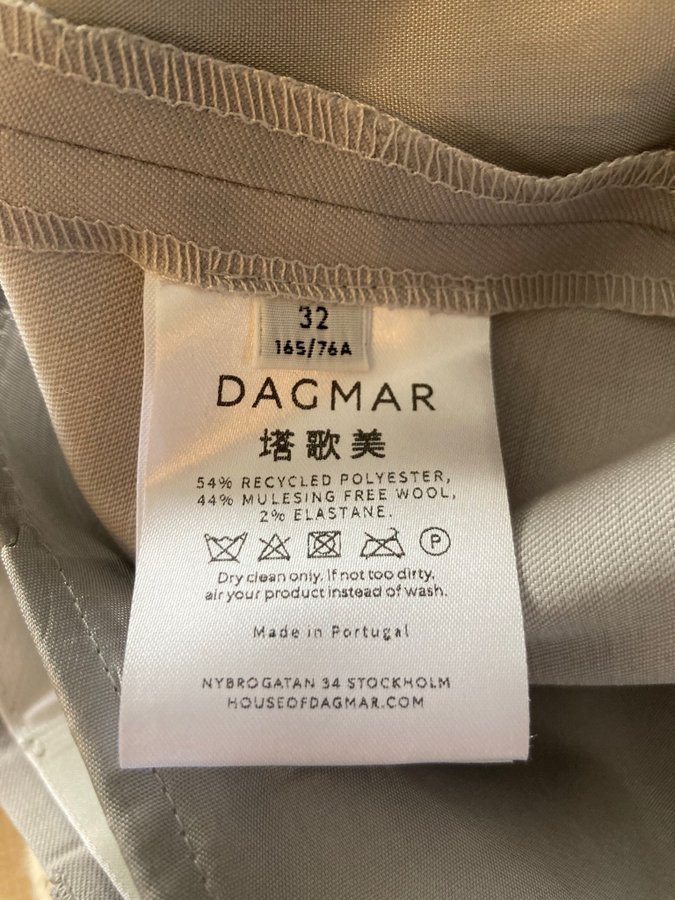 32
165/76A
DAGMAR
塔歌美
54% RECYCLED POLYESTER,
44% MULESING FREE WOOL,
2% ELASTANE.
P
Dry clean only. If not too dirty,
air your product instead of wash.
Made in Portugal
NYBROGATAN 34 STOCKHOLM
HOUSEOFDAGMAR.COM